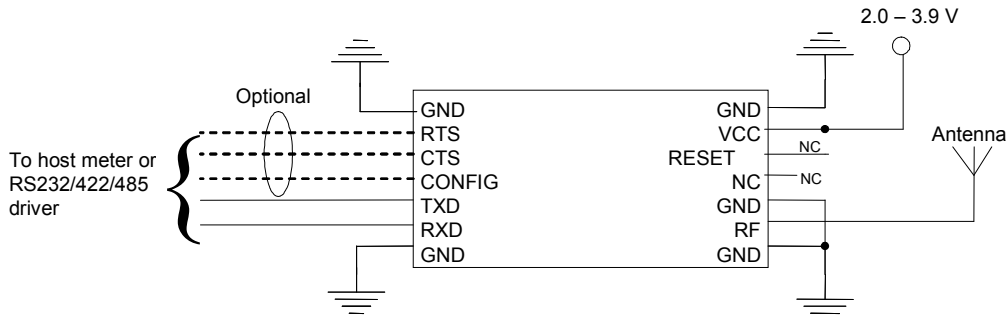 2.0 – 3.9 V
Optional
Antenna
To host meter or
RS232/422/485
driver
GND
RTS
CTS
CONFIG
TXD
RXD
GND
GND
VCC
RESET
NC
NC
NC
GND
RF
GND